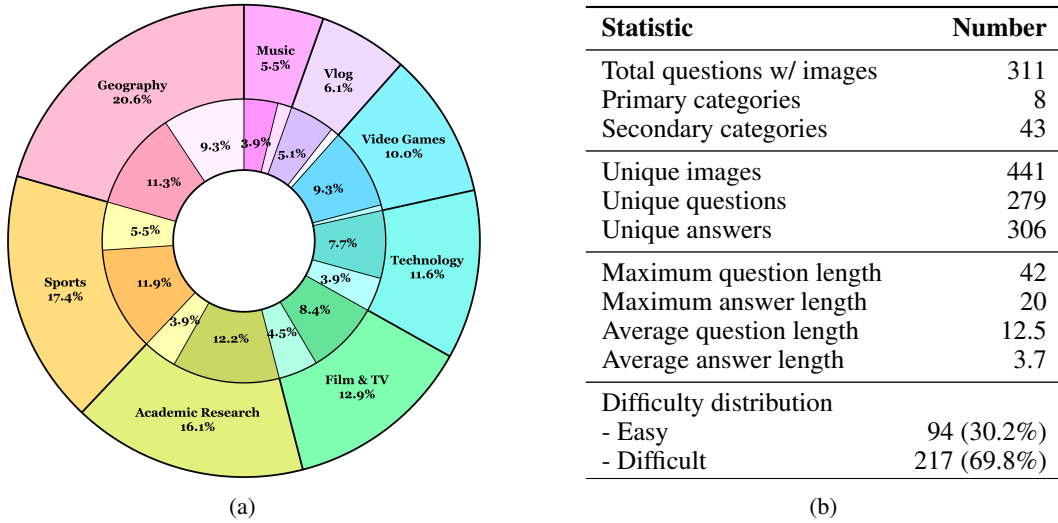 Music
5.5%
Vlog
6.1%
Video Games
10.0%
Technology
11.6%
Film & TV
12.9%
Academic Research
16.1%
Sports
17.4%
Geography
20.6%
3.9%
5.1%
9.3%
7.7%
3.9%
8.4%
4.5%
12.2%
3.9%
11.9%
5.5%
11.3%
9.3%
(a)
Statistic Number
Total questions w/ images 311
Primary categories 8
Secondary categories 43
Unique images 441
Unique questions 279
Unique answers 306
Maximum question length 42
Maximum answer length 20
Average question length 12.5
Average answer length 3.7
Difficulty distribution
- Easy 94 (30.2%)
- Difficult 217 (69.8%)
(b)